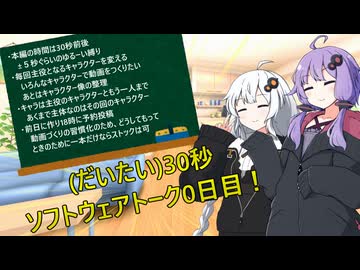 ・本編の時間は30秒前後
±５秒ぐらいのゆるーい縛り
・毎回主役となるキャラクターを変える
いろんなキャラクターで動画をつくりたい
あとはキャラクター像の整理
・キャラは主役のキャラクターともう一人まで
あくまで主体なのはその回のキャラクター
・前日に作り18時に予約投稿
動画づくりの習慣化のため、どうしてもって
ときのために一本だけならストックは可
(だいたい)30秒
ソフトウェアトーク0日目！